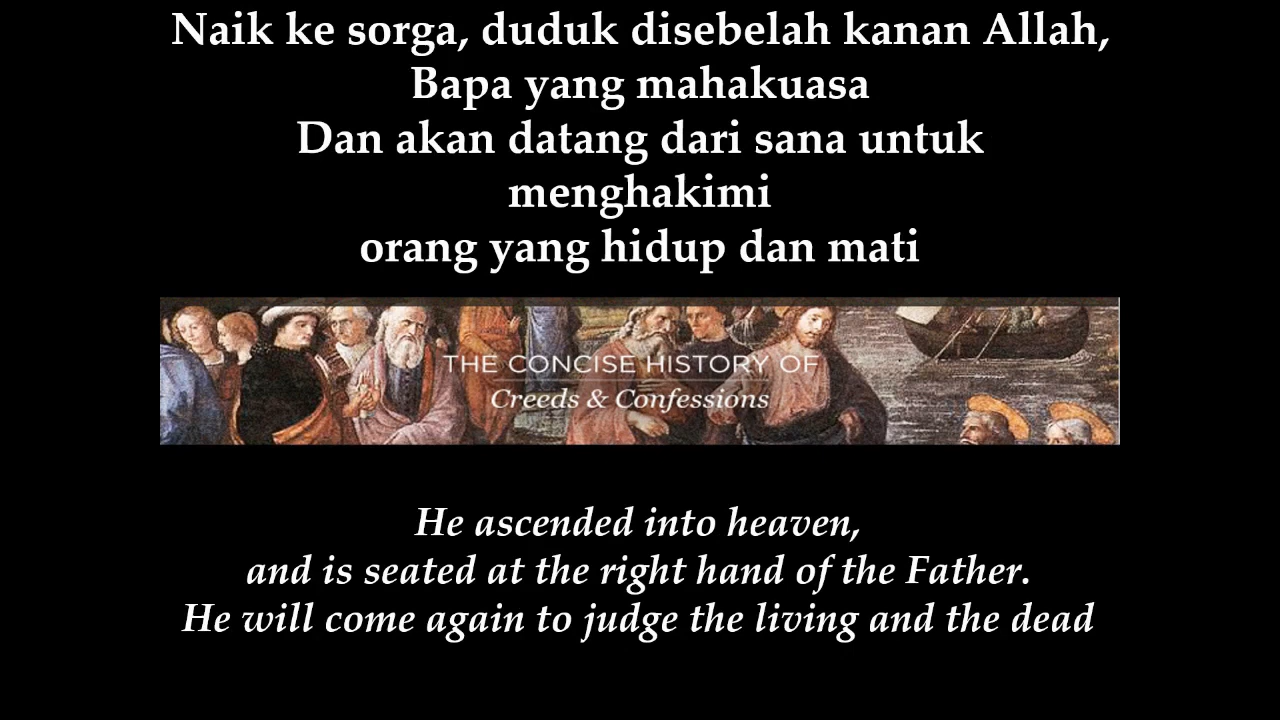 Naik ke sorga, duduk disebelah kanan Allah,
Bapa yang mahakuasa
Dan akan datang dari sana untuk
menghakimi
orang yang hidup dan mati
THE CONCISE HISTORY OF
Creeds & Confessions
He ascended into heaven,
and is seated at the right hand of the Father.
He will come again to judge the living and the dead